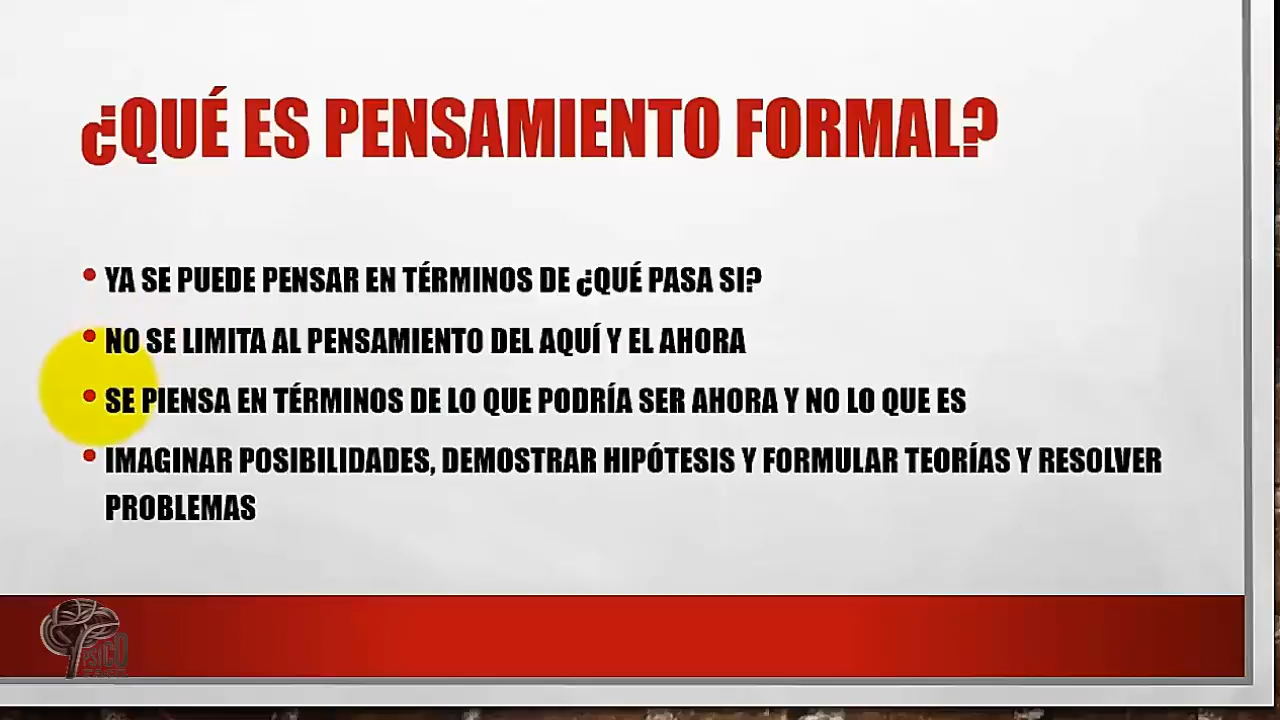 ¿QUÉ ES PENSAMIENTO FORMAL?
• YA SE PUEDE PENSAR EN TÉRMINOS DE ¿QUÉ PASA SI?
• NO SE LIMITA AL PENSAMIENTO DEL AQUÍ Y EL AHORA
• SE PIENSA EN TÉRMINOS DE LO QUE PODRÍA SER AHORA Y NO LO QUE ES
• IMAGINAR POSIBILIDADES, DEMOSTRAR HIPÓTESIS Y FORMULAR TEORÍAS Y RESOLVER
PROBLEMAS
PSICO